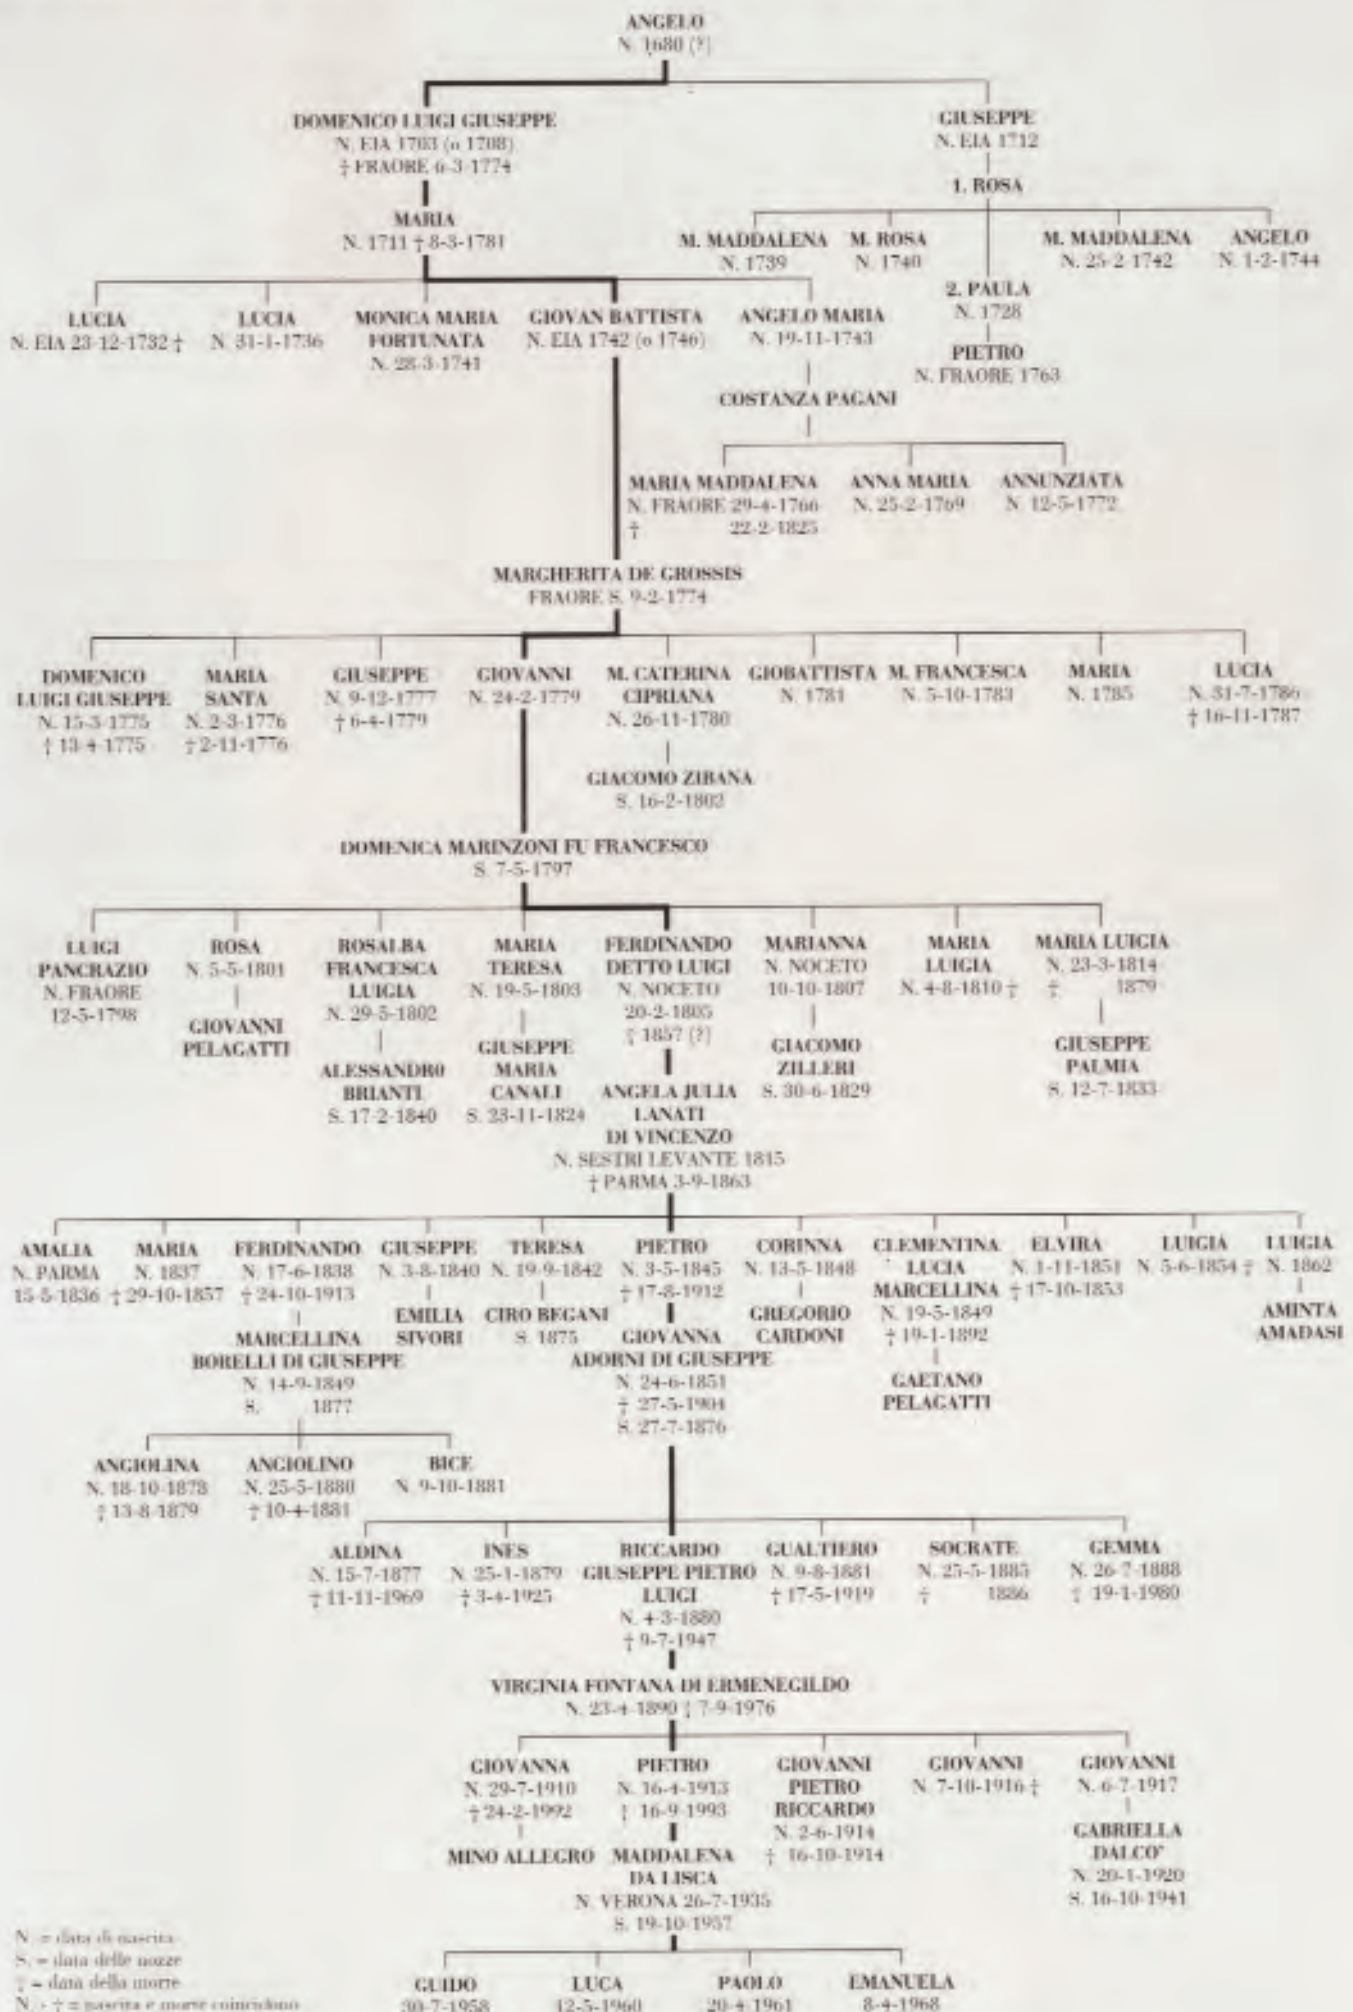 ANGELO
N. 1680 (?)
DOMENICO LUIGI GIUSEPPE
N. EIA 1703 (o 1708)
† FRAORE 6-3-1774
GIUSEPPE
N. EIA 1712
1. ROSA
MARIA
N. 1711 † 8-3-1781
M. MADDALENA
N. 1739
M. ROSA
N. 1740
M. MADDALENA
N. 25-2-1742
ANGELO
N. 1-2-1744
2. PAULA
N. 1728
PIETRO
N. FRAORE 1763
LUCIA
N. EIA 23-12-1732 †
LUCIA
N. 31-1-1736
MONICA MARIA
FORTUNATA
N. 28-3-1741
GIOVAN BATTISTA
N. EIA 1742 (o 1746)
ANGELO MARIA
N. 19-11-1743
COSTANZA PAGANI
MARIA MADDALENA
N. FRAORE 29-4-1766
† 22-2-1825
ANNA MARIA
N. 25-2-1769
ANNUNZIATA
N. 12-5-1772
MARGHERITA DE GROSSIS
FRAORE S. 9-2-1774
DOMENICO
LUIGI GIUSEPPE
N. 15-3-1775
† 13-4-1775
MARIA
SANTA
N. 2-3-1776
† 2-11-1776
GIUSEPPE
N. 9-12-1777
† 6-4-1779
GIOVANNI
N. 24-2-1779
M. CATERINA
CIPRIANA
N. 26-11-1780
GIACOMO ZIBANA
S. 16-2-1802
GIOBATTISTA
N. 1781
M. FRANCESCA
N. 5-10-1783
MARIA
N. 1785
LUCIA
N. 31-7-1786
† 16-11-1787
DOMENICA MARINZONI FU FRANCESCO
S. 7-5-1797
LUIGI
PANCRAZIO
N. FRAORE
12-5-1798
ROSA
N. 5-5-1801
GIOVANNI
PELAGATTI
ROSALBA
FRANCESCA
LUIGIA
N. 29-5-1802
ALESSANDRO
BRIANTI
S. 17-2-1840
MARIA
TERESA
N. 19-5-1803
GIUSEPPE
MARIA
CANALI
S. 23-11-1824
FERDINANDO
DETTO LUIGI
N. NOCETO
20-2-1805
† 1857 (?)
ANGELA JULIA
LANATI
DI VINCENZO
N. SESTRI LEVANTE 1815
† PARMA 3-9-1863
MARIANNA
N. NOCETO
10-10-1807
GIACOMO
ZILLERI
S. 30-6-1829
MARIA
LUIGIA
N. 4-8-1810 †
MARIA LUIGIA
N. 23-3-1814
† 1879
GIUSEPPE
PALMIA
S. 12-7-1833
AMALIA
N. PARMA
15-5-1836
MARIA
N. 1837
† 29-10-1857
FERDINANDO
N. 17-6-1838
† 24-10-1913
MARCELLINA
BORELLI DI GIUSEPPE
N. 14-9-1849
S. 1877
GIUSEPPE
N. 3-8-1840
EMILIA
SIVORI
TERESA
N. 19-9-1842
CIRO BEGANI
S. 1875
PIETRO
N. 3-5-1845
† 17-8-1912
GIOVANNA
ADORNI DI GIUSEPPE
N. 24-6-1851
† 27-5-1904
S. 27-7-1876
CORINNA
N. 13-5-1848
GREGORIO
CARDONI
CLEMENTINA
LUCIA
MARCELLINA
N. 19-5-1849
† 19-1-1892
GAETANO
PELAGATTI
ELVIRA
N. 1-11-1851
† 17-10-1853
LUIGIA
N. 5-6-1854 †
LUIGIA
N. 1862
AMINTA
AMADASI
ANGIOLINA
N. 18-10-1878
† 13-8-1879
ANGIOLINO
N. 25-5-1880
† 10-4-1881
BICE
N. 9-10-1881
ALDINA
N. 15-7-1877
† 11-11-1969
INES
N. 25-1-1879
† 3-4-1925
RICCARDO
GIUSEPPE PIETRO
LUIGI
N. 4-3-1880
† 9-7-1947
GUALTIERO
N. 9-8-1881
† 17-5-1919
SOCRATE
N. 25-5-1885
† 1886
GEMMA
N. 26-7-1888
† 19-1-1980
VIRGINIA FONTANA DI ERMENEGILDO
N. 23-4-1890 † 7-9-1976
GIOVANNA
N. 29-7-1910
† 24-2-1992
MINO ALLEGRO
PIETRO
N. 16-4-1913
† 16-9-1993
MADDALENA
DA LISCA
N. VERONA 26-7-1935
S. 19-10-1957
GIOVANNI
PIETRO
RICCARDO
N. 2-6-1914
† 16-10-1914
GIOVANNI
N. 7-10-1916 †
GIOVANNI
N. 6-7-1917
GABRIELLA
DALCO'
N. 20-1-1920
S. 16-10-1941
GUIDO
30-7-1958
LUCA
12-5-1960
PAOLO
20-4-1961
EMANUELA
8-4-1968
N. = data di nascita
S. = data delle nozze
† = data della morte
N. - † = nascita e morte coincidono